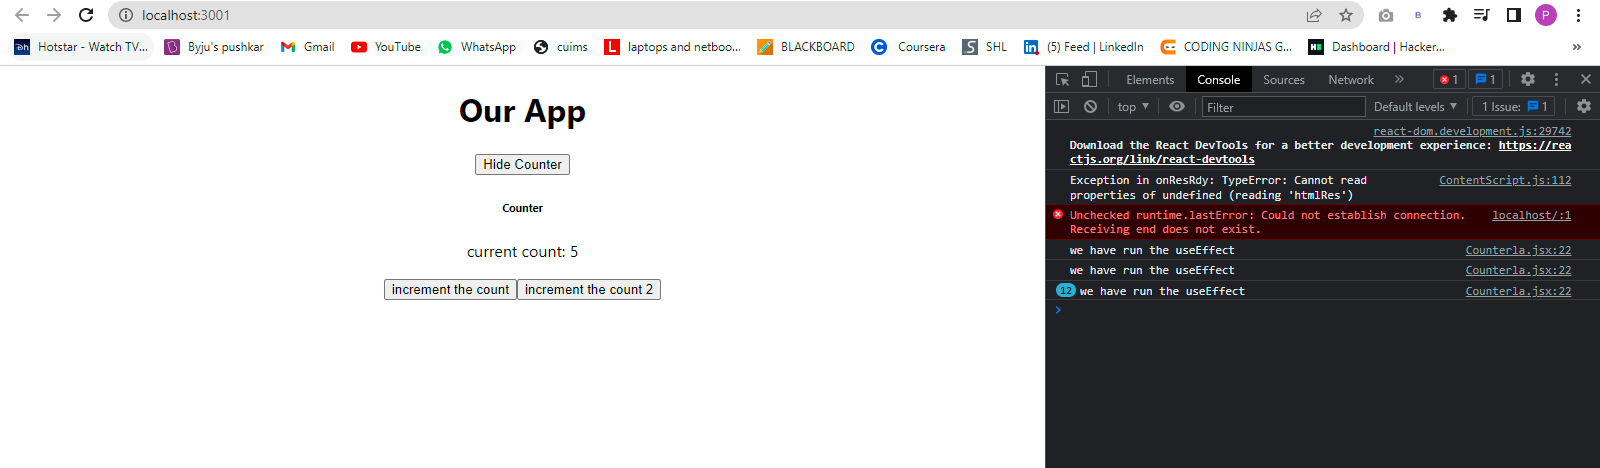 localhost:3001
P
Hotstar - Watch TV... Byju's pushkar Gmail YouTube WhatsApp cuims laptops and netboo... BLACKBOARD Coursera SHL (5) Feed | LinkedIn CODING NINJAS G... Dashboard | Hacker... »
Our App
Hide Counter
Counter
current count: 5
increment the count increment the count 2
Elements Console Sources Network » 1 1
top Filter Default levels 1 Issue: 1
react-dom.development.js:29742
Download the React DevTools for a better development experience: https://rea
ctjs.org/link/react-devtools
Exception in onResRdy: TypeError: Cannot read ContentScript.js:112
properties of undefined (reading 'htmlRes')
Unchecked runtime.lastError: Could not establish connection. localhost/:1
Receiving end does not exist.
we have run the useEffect Counter1a.jsx:22
we have run the useEffect Counter1a.jsx:22
12 we have run the useEffect Counter1a.jsx:22